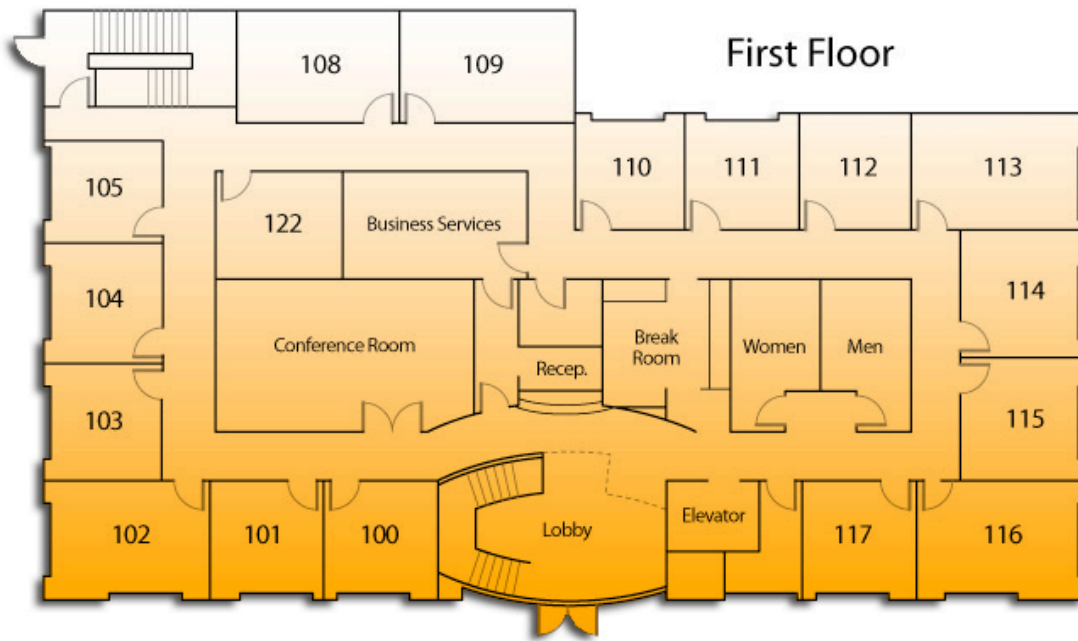 First Floor
108
109
105
110
111
112
113
122
Business Services
104
114
Conference Room
Recep.
Break
Room
Women
Men
103
115
102
101
100
Lobby
Elevator
117
116